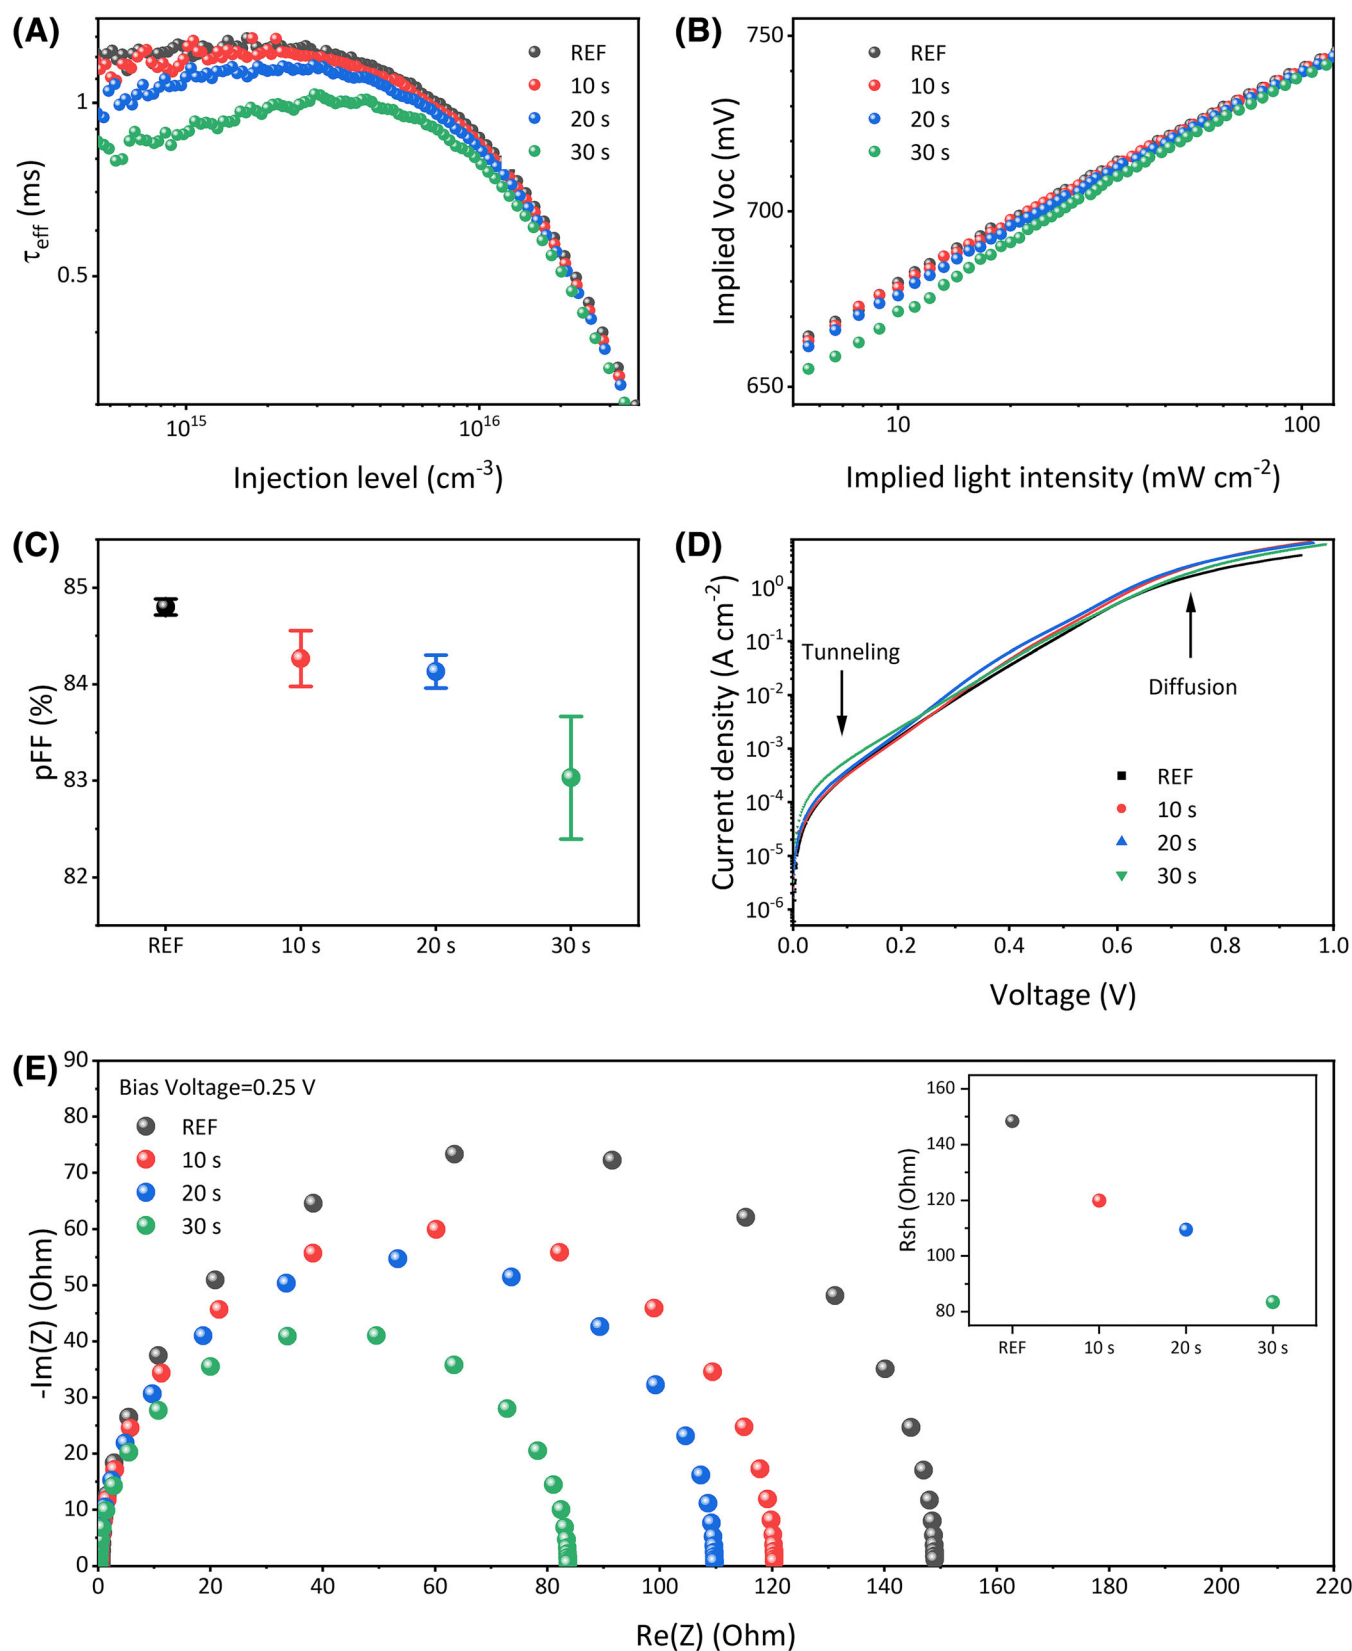 (A)
REF
10 s
20 s
30 s
1
0.5
τeff (ms)
10^15
10^16
Injection level (cm^-3)
(B)
REF
10 s
20 s
30 s
750
700
650
Implied Voc (mV)
10
100
Implied light intensity (mW cm^-2)
(C)
85
84
83
82
pFF (%)
REF
10 s
20 s
30 s
(D)
10^0
10^-1
10^-2
10^-3
10^-4
10^-5
10^-6
Current density (A cm^-2)
Tunneling
Diffusion
REF
10 s
20 s
30 s
0.0
0.2
0.4
0.6
0.8
1.0
Voltage (V)
(E)
Bias Voltage=0.25 V
REF
10 s
20 s
30 s
90
80
70
60
50
40
30
20
10
0
-Im(Z) (Ohm)
0
20
40
60
80
100
120
140
160
180
200
220
Re(Z) (Ohm)
160
140
120
100
80
Rsh (Ohm)
REF
10 s
20 s
30 s